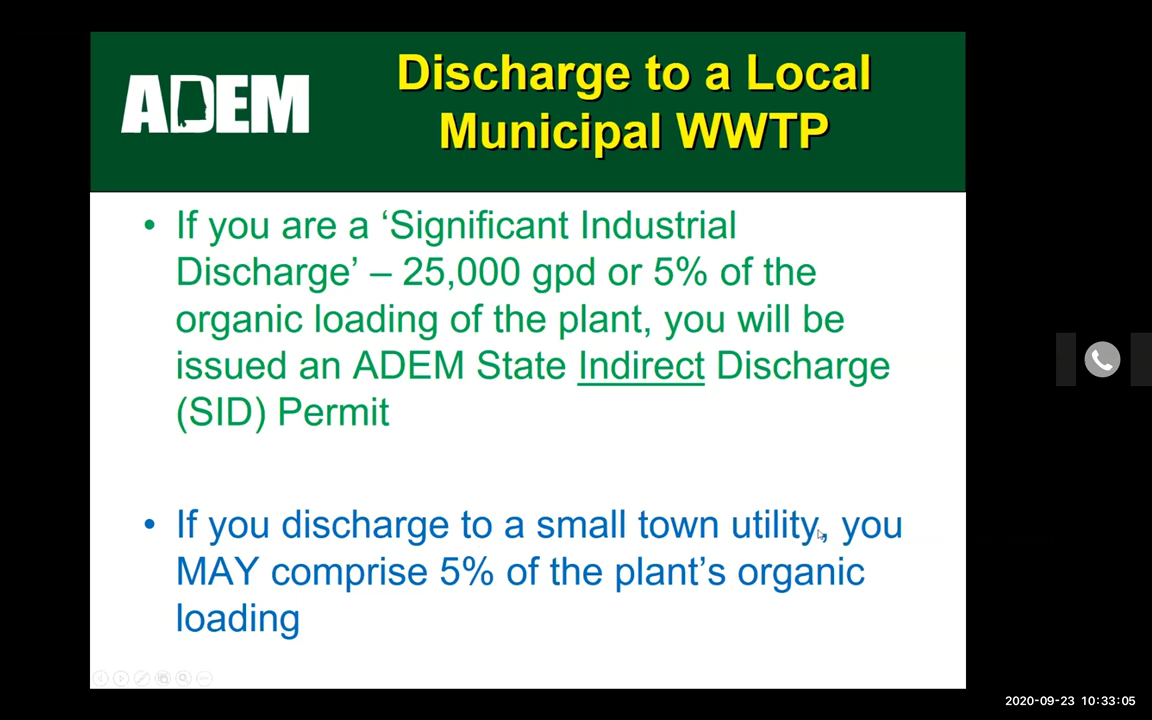 ADEM
Discharge to a Local
Municipal WWTP
• If you are a ‘Significant Industrial
Discharge’ – 25,000 gpd or 5% of the
organic loading of the plant, you will be
issued an ADEM State Indirect Discharge
(SID) Permit
• If you discharge to a small town utility, you
MAY comprise 5% of the plant’s organic
loading
2020-09-23 10:33:05